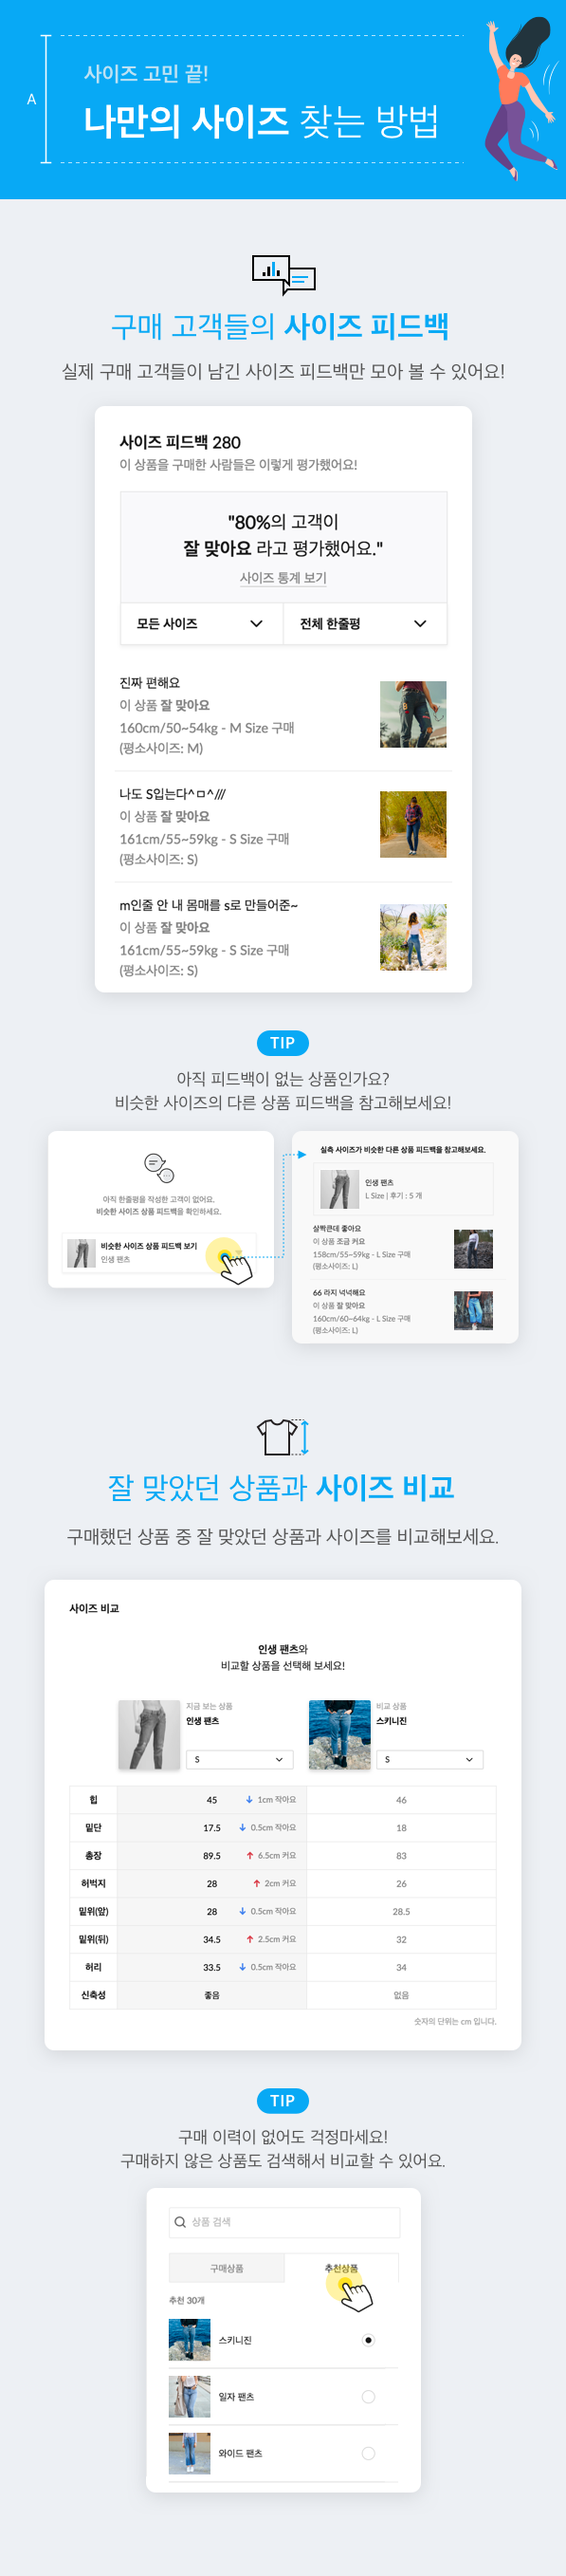 A
사이즈 고민 끝!
나만의 사이즈 찾는 방법
구매 고객들의 사이즈 피드백
실제 구매 고객들이 남긴 사이즈 피드백만 모아 볼 수 있어요!
사이즈 피드백 280
이 상품을 구매한 사람들은 이렇게 평가했어요!
"80%의 고객이
잘 맞아요 라고 평가했어요."
사이즈 통계 보기
모든 사이즈
전체 한줄평
진짜 편해요
이 상품 잘 맞아요
160cm/50~54kg - M Size 구매
(평소사이즈: M)
나도 S입는다^ㅁ^///
이 상품 잘 맞아요
161cm/55~59kg - S Size 구매
(평소사이즈: S)
m인줄 안 내 몸매를 s로 만들어준~
이 상품 잘 맞아요
161cm/55~59kg - S Size 구매
(평소사이즈: S)
TIP
아직 피드백이 없는 상품인가요?
비슷한 사이즈의 다른 상품 피드백을 참고해보세요!
아직 한줄평을 작성한 고객이 없어요.
비슷한 사이즈 상품 피드백을 확인하세요.
비슷한 사이즈 상품 피드백 보기
인생 팬츠
실측 사이즈가 비슷한 다른 상품 피드백을 참고해보세요.
인생 팬츠
L Size | 후기 : 5 개
살짝큰데 좋아요
이 상품 조금 커요
158cm/55~59kg - L Size 구매
(평소사이즈: L)
66 라지 넉넉해요
이 상품 잘 맞아요
160cm/60~64kg - L Size 구매
(평소사이즈: L)
잘 맞았던 상품과 사이즈 비교
구매했던 상품 중 잘 맞았던 상품과 사이즈를 비교해보세요.
사이즈 비교
인생 팬츠와
비교할 상품을 선택해 보세요!
지금 보는 상품
인생 팬츠
S
비교 상품
스키니진
S
힙 45 ↓ 1cm 작아요 46
밑단 17.5 ↓ 0.5cm 작아요 18
총장 89.5 ↑ 6.5cm 커요 83
허벅지 28 ↑ 2cm 커요 26
밑위(앞) 28 ↓ 0.5cm 작아요 28.5
밑위(뒤) 34.5 ↑ 2.5cm 커요 32
허리 33.5 ↓ 0.5cm 작아요 34
신축성 좋음 없음
숫자의 단위는 cm 입니다.
TIP
구매 이력이 없어도 걱정마세요!
구매하지 않은 상품도 검색해서 비교할 수 있어요.
상품 검색
구매상품
추천상품
추천 30개
스키니진
일자 팬츠
와이드 팬츠